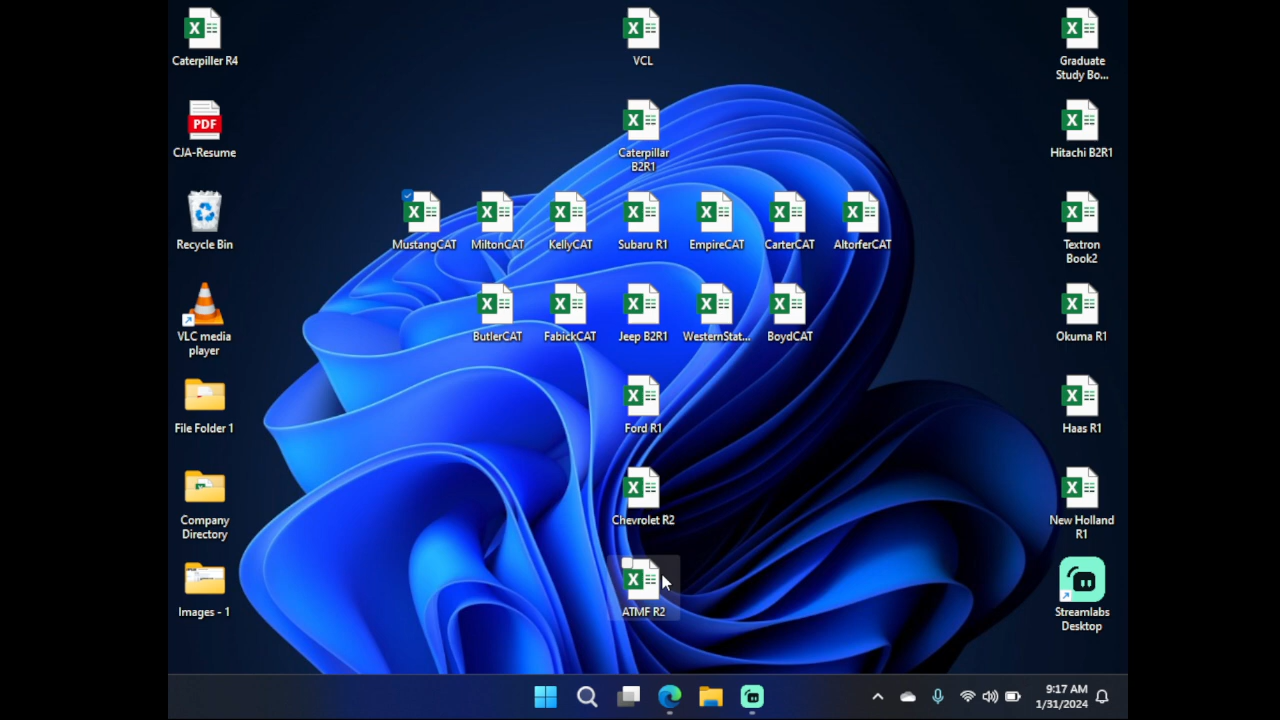 Caterpiller R4
VCL
Graduate
Study Bo...
PDF
CJA-Resume
Caterpillar
B2R1
Hitachi B2R1
Recycle Bin
MustangCAT
MiltonCAT
KellyCAT
Subaru R1
EmpireCAT
CarterCAT
AltorferCAT
Textron
Book2
VLC media
player
ButlerCAT
FabickCAT
Jeep B2R1
WesternStat...
BoydCAT
Okuma R1
File Folder 1
Ford R1
Haas R1
Company
Directory
Chevrolet R2
New Holland
R1
Images - 1
ATMF R2
Streamlabs
Desktop
9:17 AM
1/31/2024